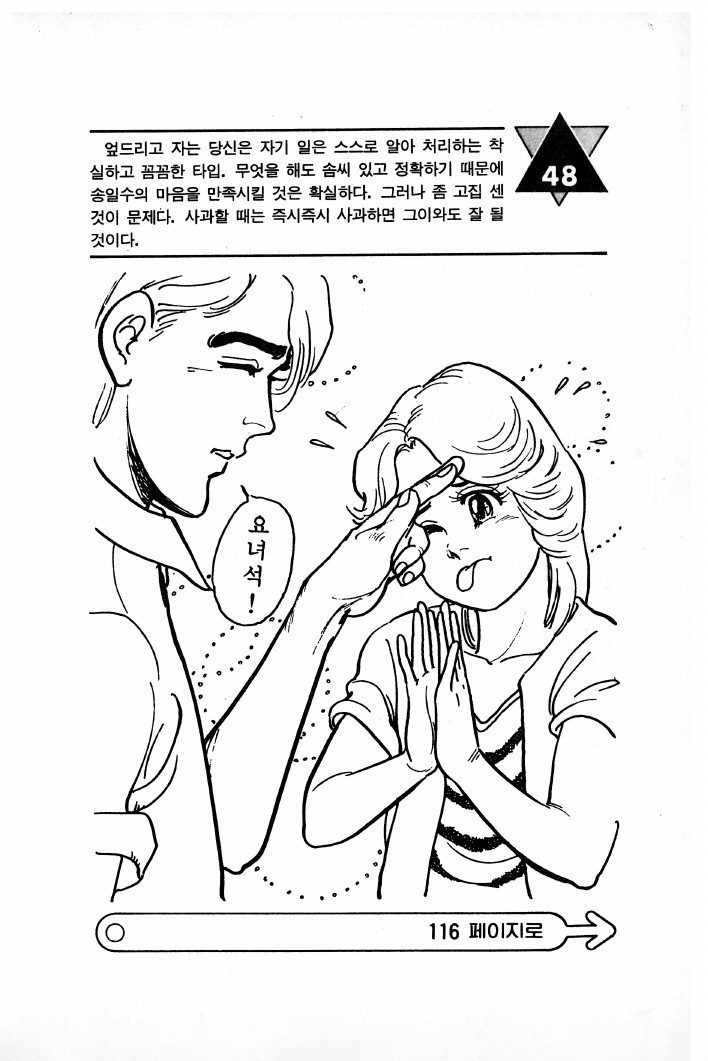 엎드리고 자는 당신은 자기 일은 스스로 알아 처리하는 착
실하고 꼼꼼한 타입. 무엇을 해도 솜씨 있고 정확하기 때문에
송일수의 마음을 만족시킬 것은 확실하다. 그러나 좀 고집 센
것이 문제다. 사과할 때는 즉시즉시 사과하면 그이와도 잘 될
것이다.
48
요
녀
석
!
116 페이지로